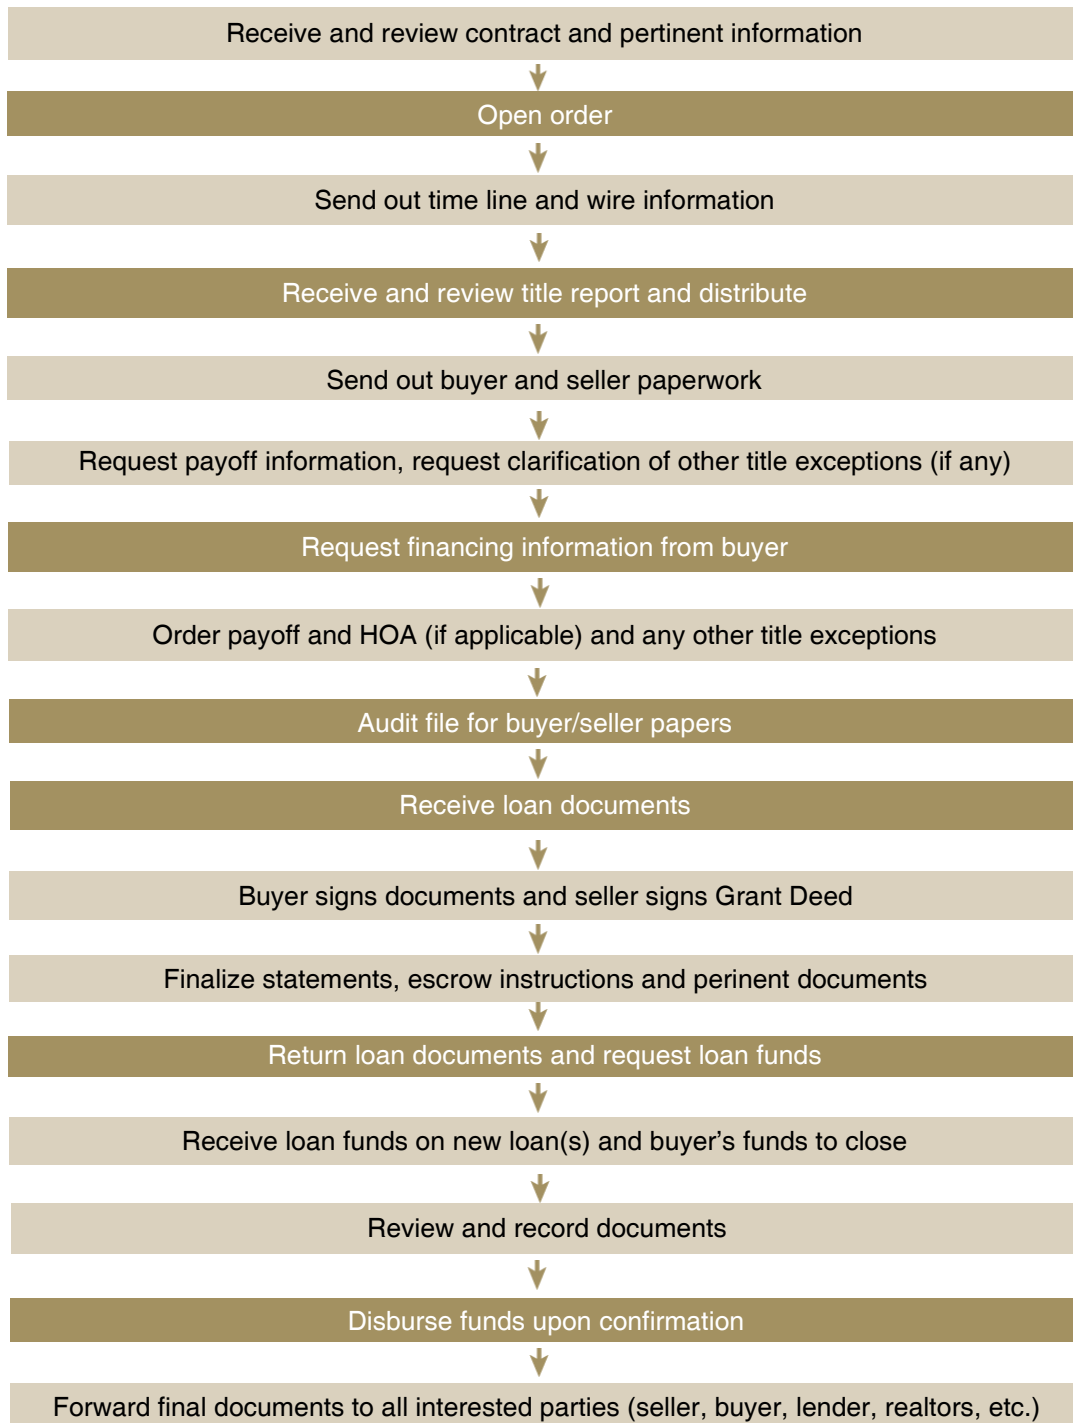 Receive and review contract and pertinent information
Open order
Send out time line and wire information
Receive and review title report and distribute
Send out buyer and seller paperwork
Request payoff information, request clarification of other title exceptions (if any)
Request financing information from buyer
Order payoff and HOA (if applicable) and any other title exceptions
Audit file for buyer/seller papers
Receive loan documents
Buyer signs documents and seller signs Grant Deed
Finalize statements, escrow instructions and perinent documents
Return loan documents and request loan funds
Receive loan funds on new loan(s) and buyer’s funds to close
Review and record documents
Disburse funds upon confirmation
Forward final documents to all interested parties (seller, buyer, lender, realtors, etc.)